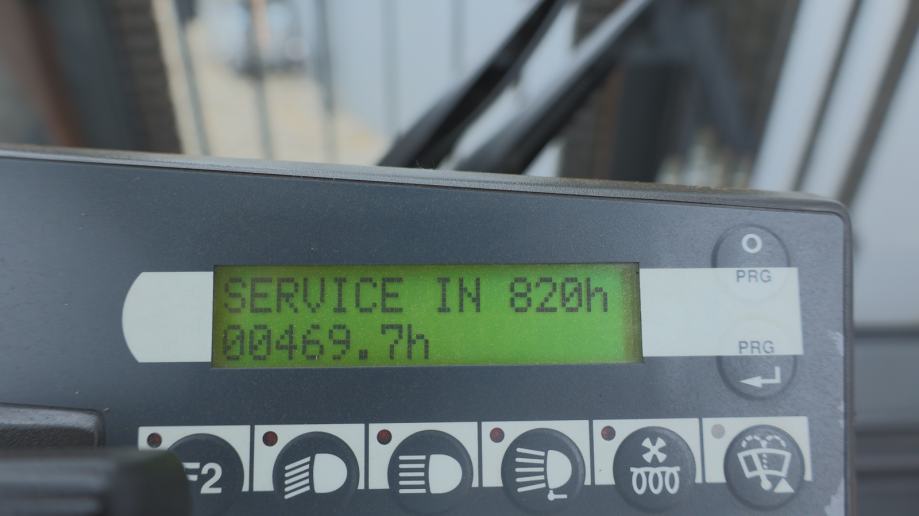 SERVICE IN 820h
00469.7h
PRG
PRG
F2